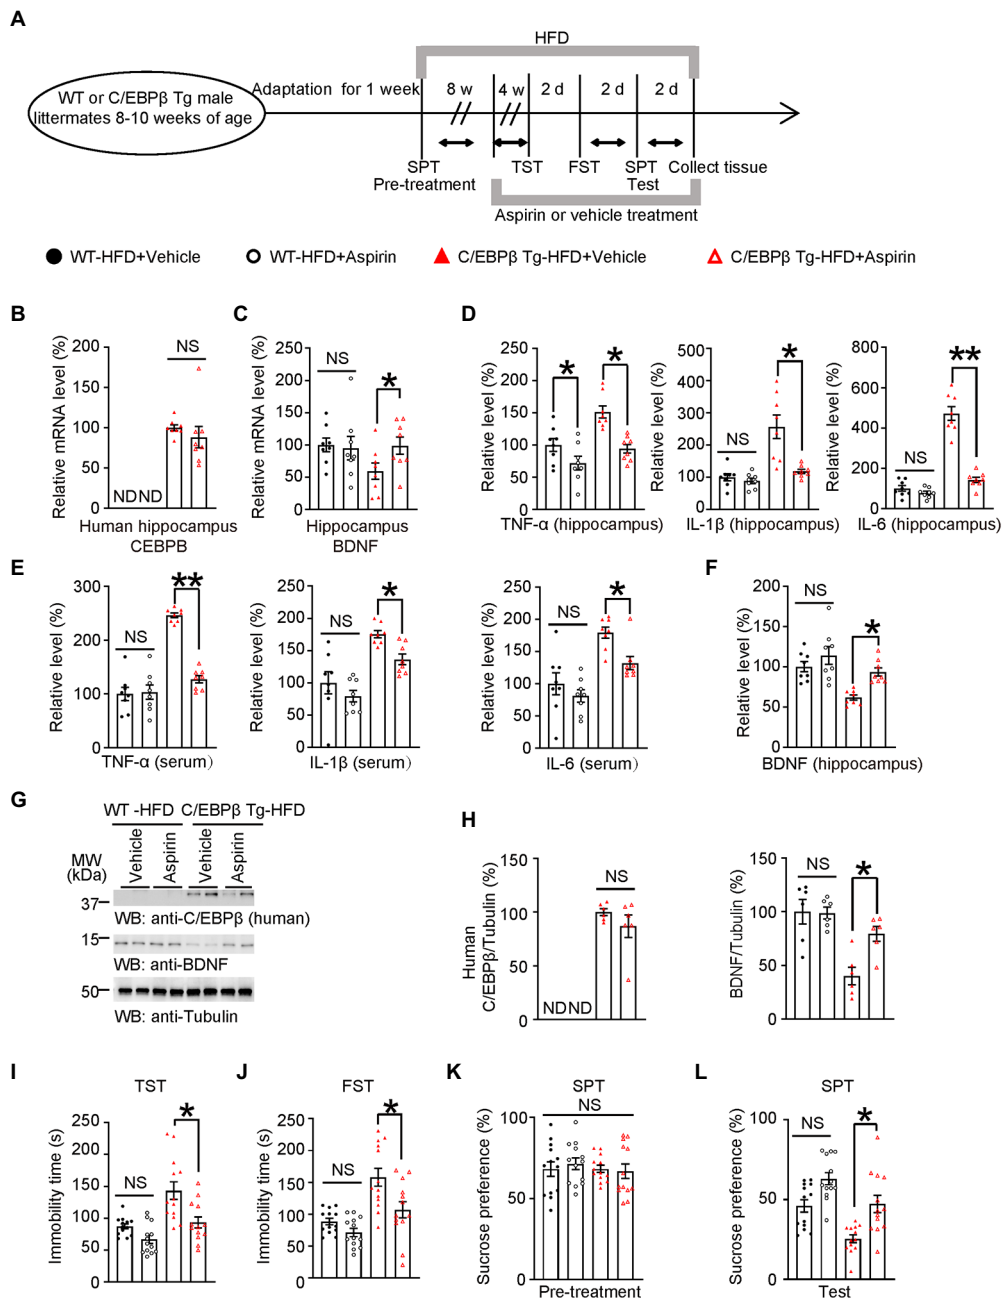 A
HFD
Adaptation for 1 week
8 w
4 w
2 d
2 d
2 d
WT or C/EBPβ Tg male
littermates 8-10 weeks of age
SPT
Pre-treatment
TST
FST
SPT
Test
Collect tissue
Aspirin or vehicle treatment
WT-HFD+Vehicle
WT-HFD+Aspirin
C/EBPβ Tg-HFD+Vehicle
C/EBPβ Tg-HFD+Aspirin
B
Relative mRNA level (%)
200
150
100
50
0
NS
ND ND
Human hippocampus
CEBPB
C
Relative mRNA level (%)
250
200
150
100
50
0
NS
*
Hippocampus
BDNF
D
Relative level (%)
250
200
150
100
50
0
*
*
TNF-α (hippocampus)
Relative level (%)
500
400
300
200
100
0
NS
*
IL-1β (hippocampus)
Relative level (%)
800
600
400
200
0
NS
**
IL-6 (hippocampus)
E
Relative level (%)
300
200
100
0
NS
**
TNF-α (serum)
Relative level (%)
250
200
150
100
50
0
NS
*
IL-1β (serum)
Relative level (%)
250
200
150
100
50
0
NS
*
IL-6 (serum)
F
Relative level (%)
200
150
100
50
0
NS
*
BDNF (hippocampus)
G
WT -HFD
C/EBPβ Tg-HFD
MW
(kDa)
Vehicle
Aspirin
Vehicle
Aspirin
37
WB: anti-C/EBPβ (human)
15
WB: anti-BDNF
50
WB: anti-Tubulin
H
Human
C/EBPβ/Tubulin (%)
150
100
50
0
NS
ND ND
BDNF/Tubulin (%)
150
100
50
0
NS
*
I
TST
Immobility time (s)
250
200
150
100
50
0
NS
*
J
FST
Immobility time (s)
250
200
150
100
50
0
NS
*
K
SPT
Sucrose preference (%)
100
50
0
NS
Pre-treatment
L
SPT
Sucrose preference (%)
100
50
0
NS
*
Test